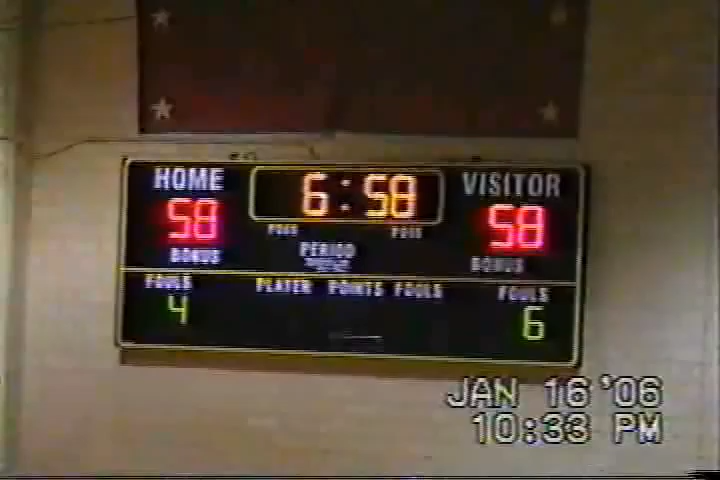 HOME 6:58 VISITOR
58 58
POSS POSS
BONUS PERIOD BONUS
FOULS PLAYER POINTS FOULS FOULS
4 6
JAN 16 '06
10:33 PM